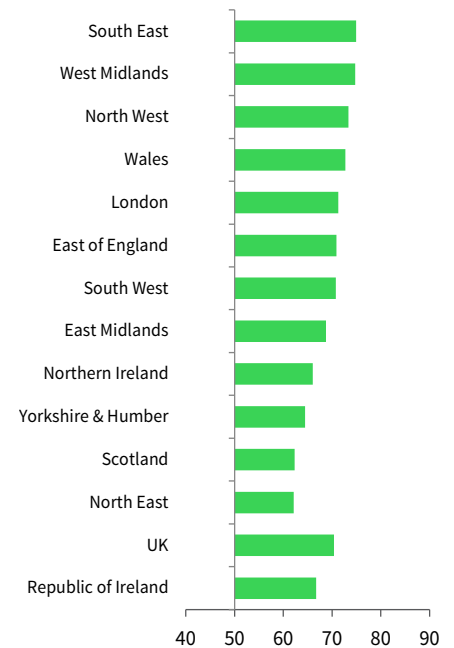 South East
West Midlands
North West
Wales
London
East of England
South West
East Midlands
Northern Ireland
Yorkshire & Humber
Scotland
North East
UK
Republic of Ireland
40 50 60 70 80 90